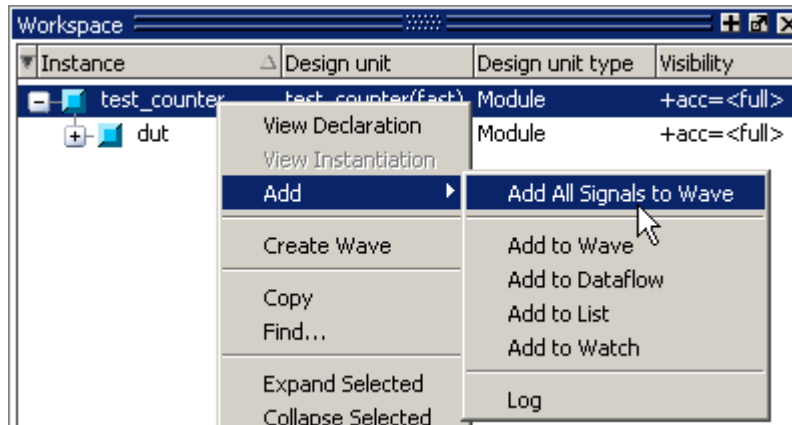 Workspace
Instance Design unit Design unit type Visibility
test_counter test_counter(fast) Module +acc=<full>
dut Module +acc=<full>
View Declaration
View Instantiation
Add
Create Wave
Copy
Find...
Expand Selected
Collapse Selected
Add All Signals to Wave
Add to Wave
Add to Dataflow
Add to List
Add to Watch
Log